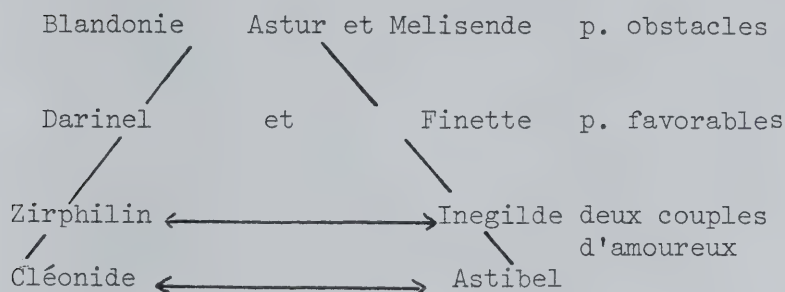 Blandonie Astur et Melisende p. obstacles
Darinel et Finette p. favorables
Zirphilin Inegilde deux couples
d'amoureux
Cléonide Astibel